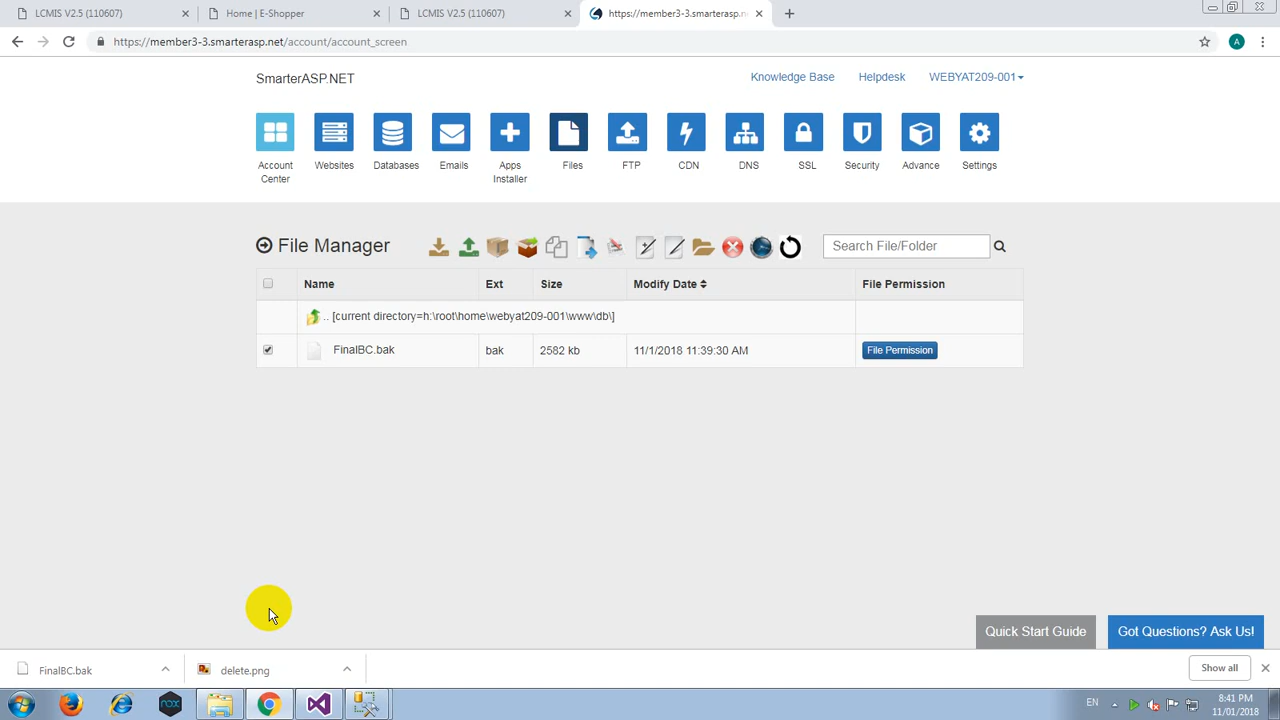 LCMIS V2.5 (110607)
Home | E-Shopper
LCMIS V2.5 (110607)
https://member3-3.smarterasp.n
https://member3-3.smarterasp.net/account/account_screen
A
SmarterASP.NET
Knowledge Base
Helpdesk
WEBYAT209-001
Account Center
Websites
Databases
Emails
Apps Installer
Files
FTP
CDN
DNS
SSL
Security
Advance
Settings
File Manager
Search File/Folder
Name Ext Size Modify Date File Permission
.. [current directory=h:\root\home\webyat209-001\www\db\]
FinalBC.bak bak 2582 kb 11/1/2018 11:39:30 AM File Permission
Quick Start Guide
Got Questions? Ask Us!
FinalBC.bak
delete.png
Show all
nox
EN
8:41 PM
11/01/2018